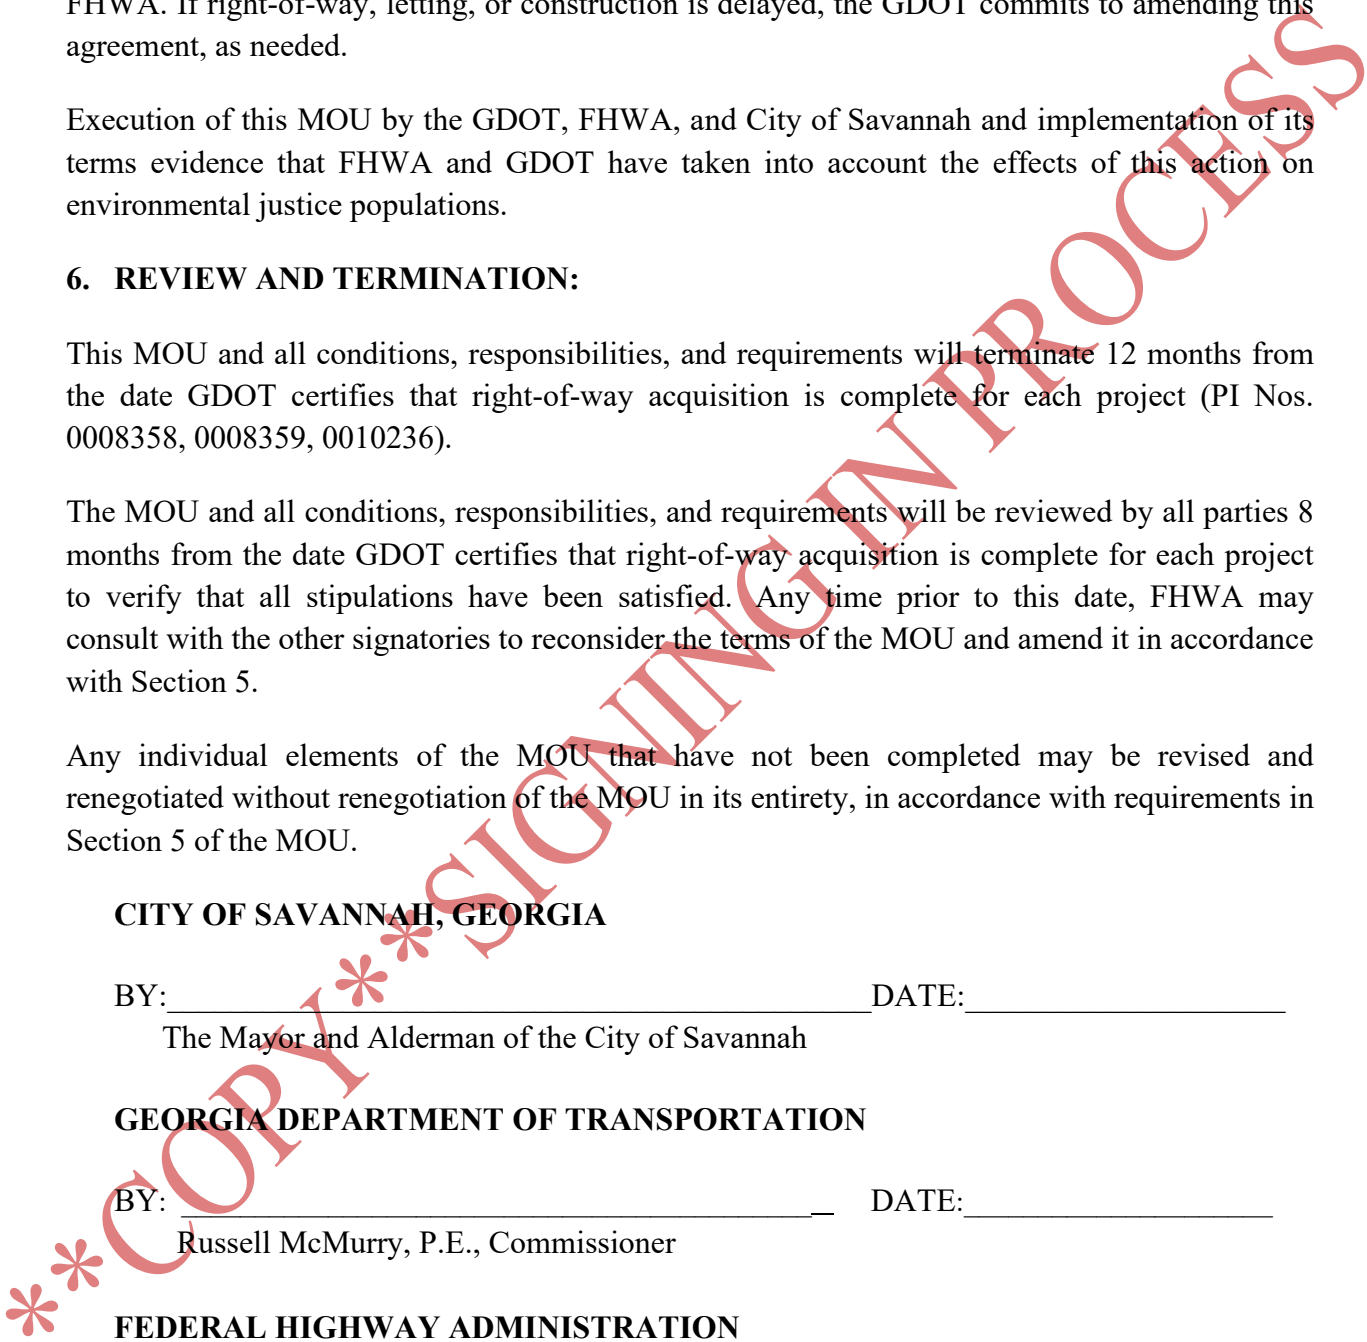 FHWA. If right-of-way, letting, or construction is delayed, the GDOT commits to amending this
agreement, as needed.
Execution of this MOU by the GDOT, FHWA, and City of Savannah and implementation of its
terms evidence that FHWA and GDOT have taken into account the effects of this action on
environmental justice populations.
6. REVIEW AND TERMINATION:
This MOU and all conditions, responsibilities, and requirements will terminate 12 months from
the date GDOT certifies that right-of-way acquisition is complete for each project (PI Nos.
0008358, 0008359, 0010236).
The MOU and all conditions, responsibilities, and requirements will be reviewed by all parties 8
months from the date GDOT certifies that right-of-way acquisition is complete for each project
to verify that all stipulations have been satisfied. Any time prior to this date, FHWA may
consult with the other signatories to reconsider the terms of the MOU and amend it in accordance
with Section 5.
Any individual elements of the MOU that have not been completed may be revised and
renegotiated without renegotiation of the MOU in its entirety, in accordance with requirements in
Section 5 of the MOU.
CITY OF SAVANNAH, GEORGIA
BY:____________________________________________DATE:____________________
The Mayor and Alderman of the City of Savannah
GEORGIA DEPARTMENT OF TRANSPORTATION
BY: ________________________________________ DATE:____________________
Russell McMurry, P.E., Commissioner
FEDERAL HIGHWAY ADMINISTRATION
**COPY**SIGNING IN PROCESS